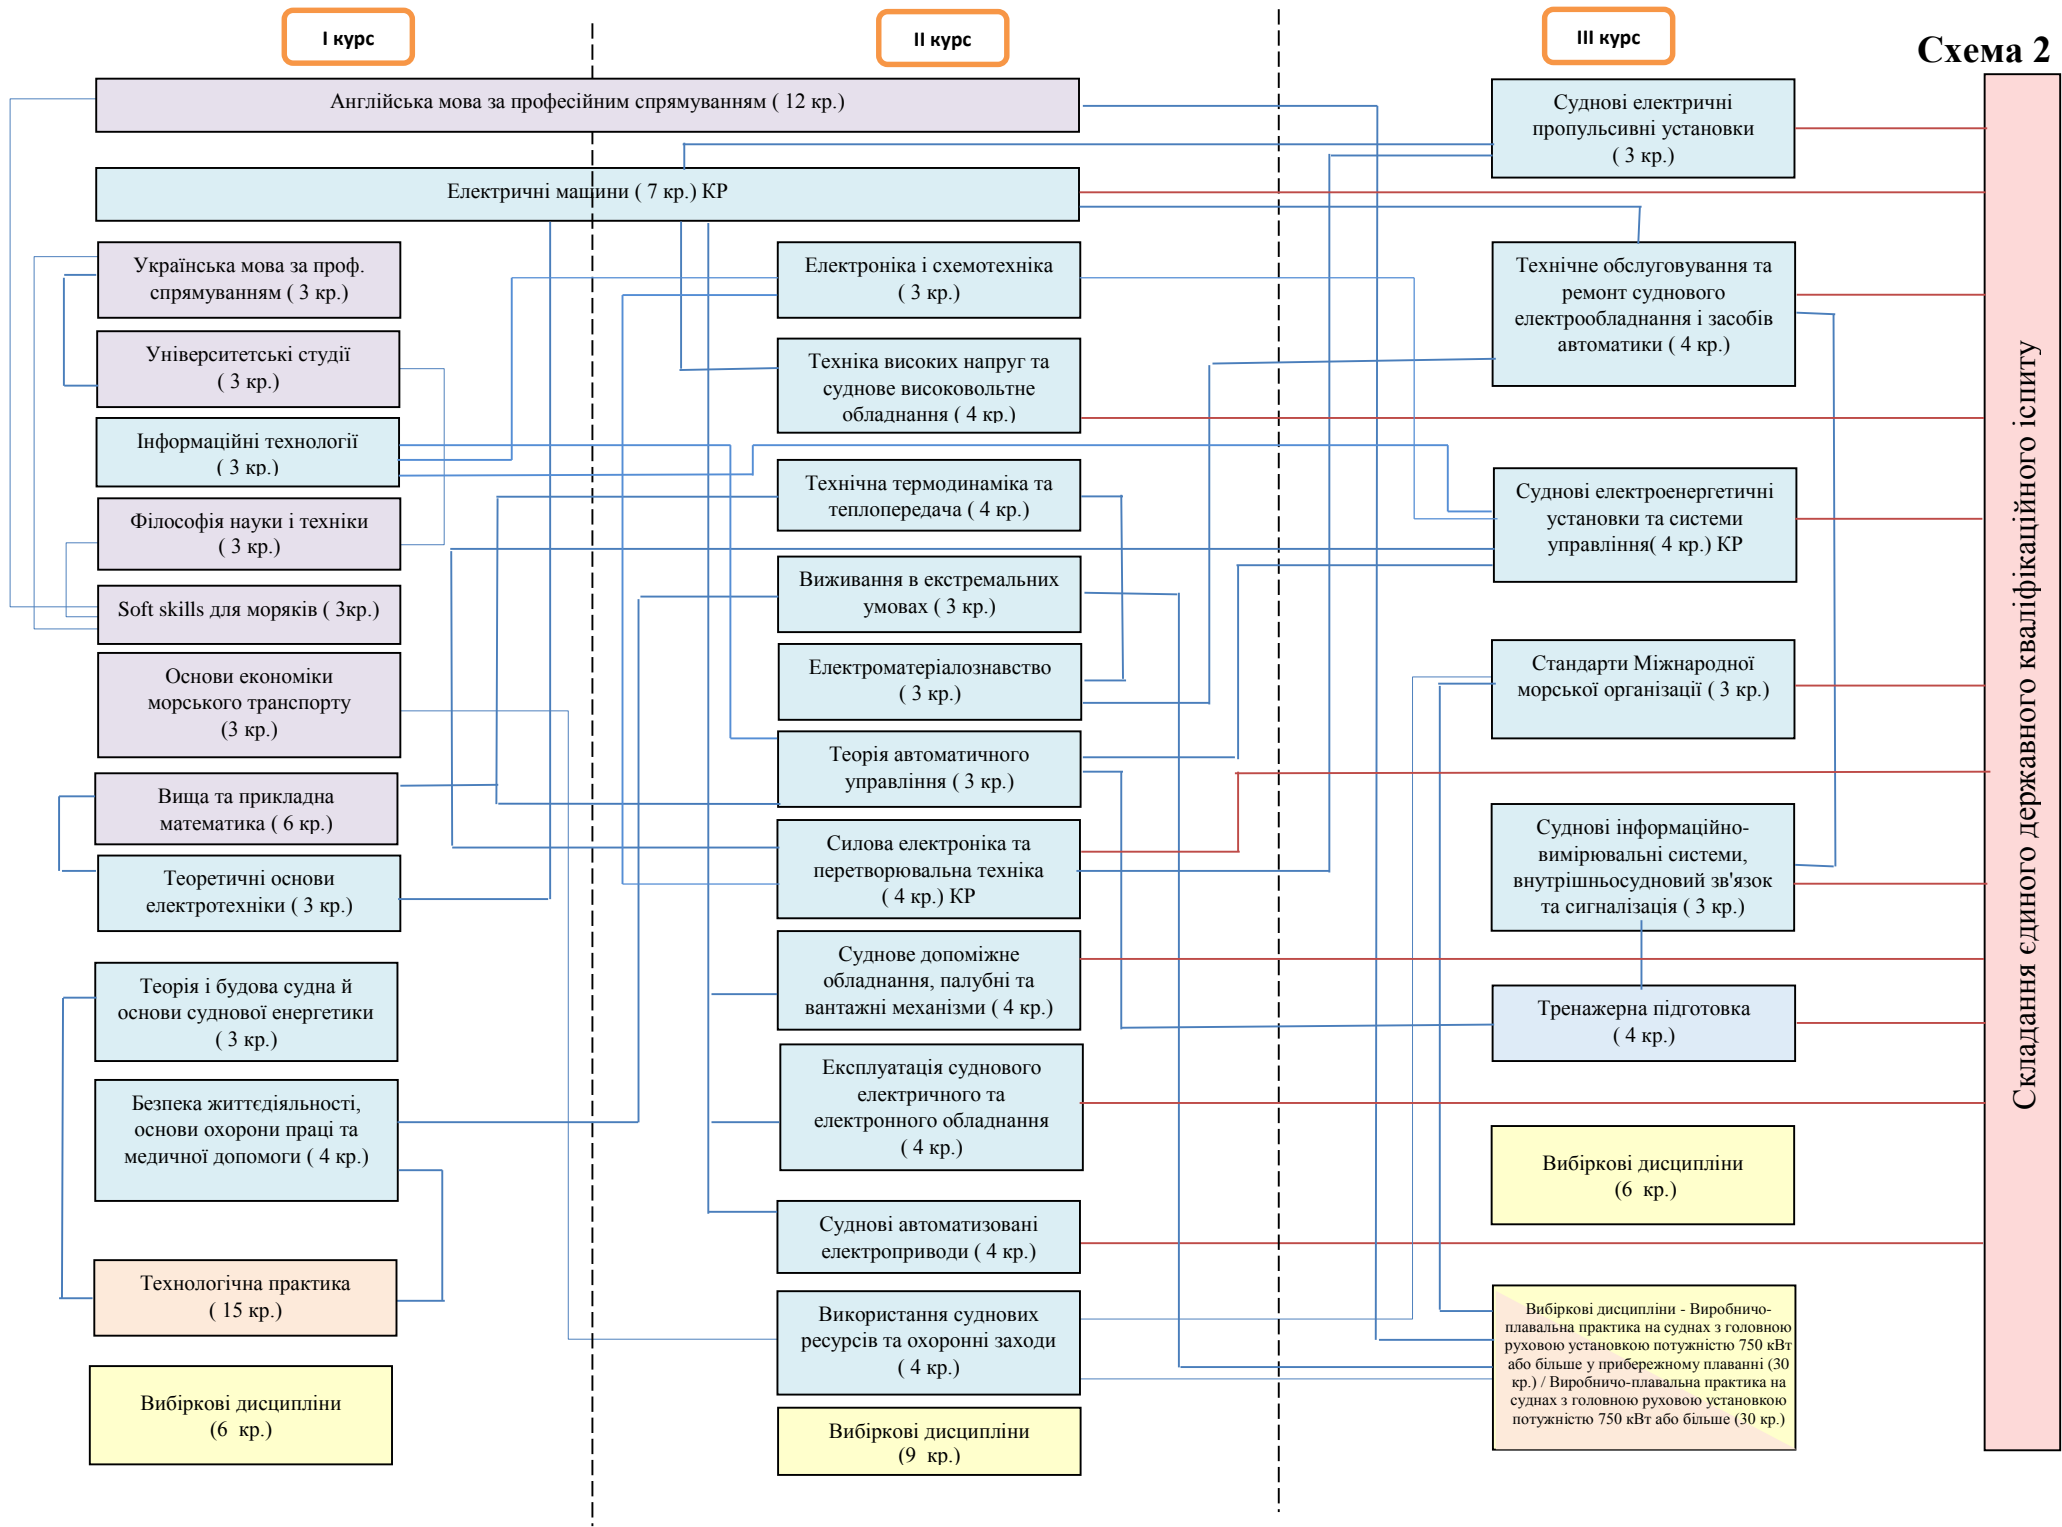 І курс
ІІ курс
ІІІ курс
Схема 2
Англійська мова за професійним спрямуванням ( 12 кр.)
Електричні машини ( 7 кр.) КР
Українська мова за проф.
спрямуванням ( 3 кр.)
Університетські студії
( 3 кр.)
Інформаційні технології
( 3 кр.)
Філософія науки і техніки
( 3 кр.)
Soft skills для моряків ( 3кр.)
Основи економіки
морського транспорту
(3 кр.)
Вища та прикладна
математика ( 6 кр.)
Теоретичні основи
електротехніки ( 3 кр.)
Теорія і будова судна й
основи суднової енергетики
( 3 кр.)
Безпека життєдіяльності,
основи охорони праці та
медичної допомоги ( 4 кр.)
Технологічна практика
( 15 кр.)
Вибіркові дисципліни
(6 кр.)
Електроніка і схемотехніка
( 3 кр.)
Техніка високих напруг та
суднове високовольтне
обладнання ( 4 кр.)
Технічна термодинаміка та
теплопередача ( 4 кр.)
Виживання в екстремальних
умовах ( 3 кр.)
Електроматеріалознавство
( 3 кр.)
Теорія автоматичного
управління ( 3 кр.)
Силова електроніка та
перетворювальна техніка
( 4 кр.) КР
Суднове допоміжне
обладнання, палубні та
вантажні механізми ( 4 кр.)
Експлуатація суднового
електричного та
електронного обладнання
( 4 кр.)
Суднові автоматизовані
електроприводи ( 4 кр.)
Використання суднових
ресурсів та охоронні заходи
( 4 кр.)
Вибіркові дисципліни
(9 кр.)
Суднові електричні
пропульсивні установки
( 3 кр.)
Технічне обслуговування та
ремонт суднового
електрообладнання і засобів
автоматики ( 4 кр.)
Суднові електроенергетичні
установки та системи
управління( 4 кр.) КР
Стандарти Міжнародної
морської організації ( 3 кр.)
Суднові інформаційно-
вимірювальні системи,
внутрішньосудновий зв'язок
та сигналізація ( 3 кр.)
Тренажерна підготовка
( 4 кр.)
Вибіркові дисципліни
(6 кр.)
Вибіркові дисципліни - Виробничо-
плавальна практика на суднах з головною
руховою установкою потужністю 750 кВт
або більше у прибережному плаванні (30
кр.) / Виробничо-плавальна практика на
суднах з головною руховою установкою
потужністю 750 кВт або більше (30 кр.)
Складання єдиного державного кваліфікаційного іспиту